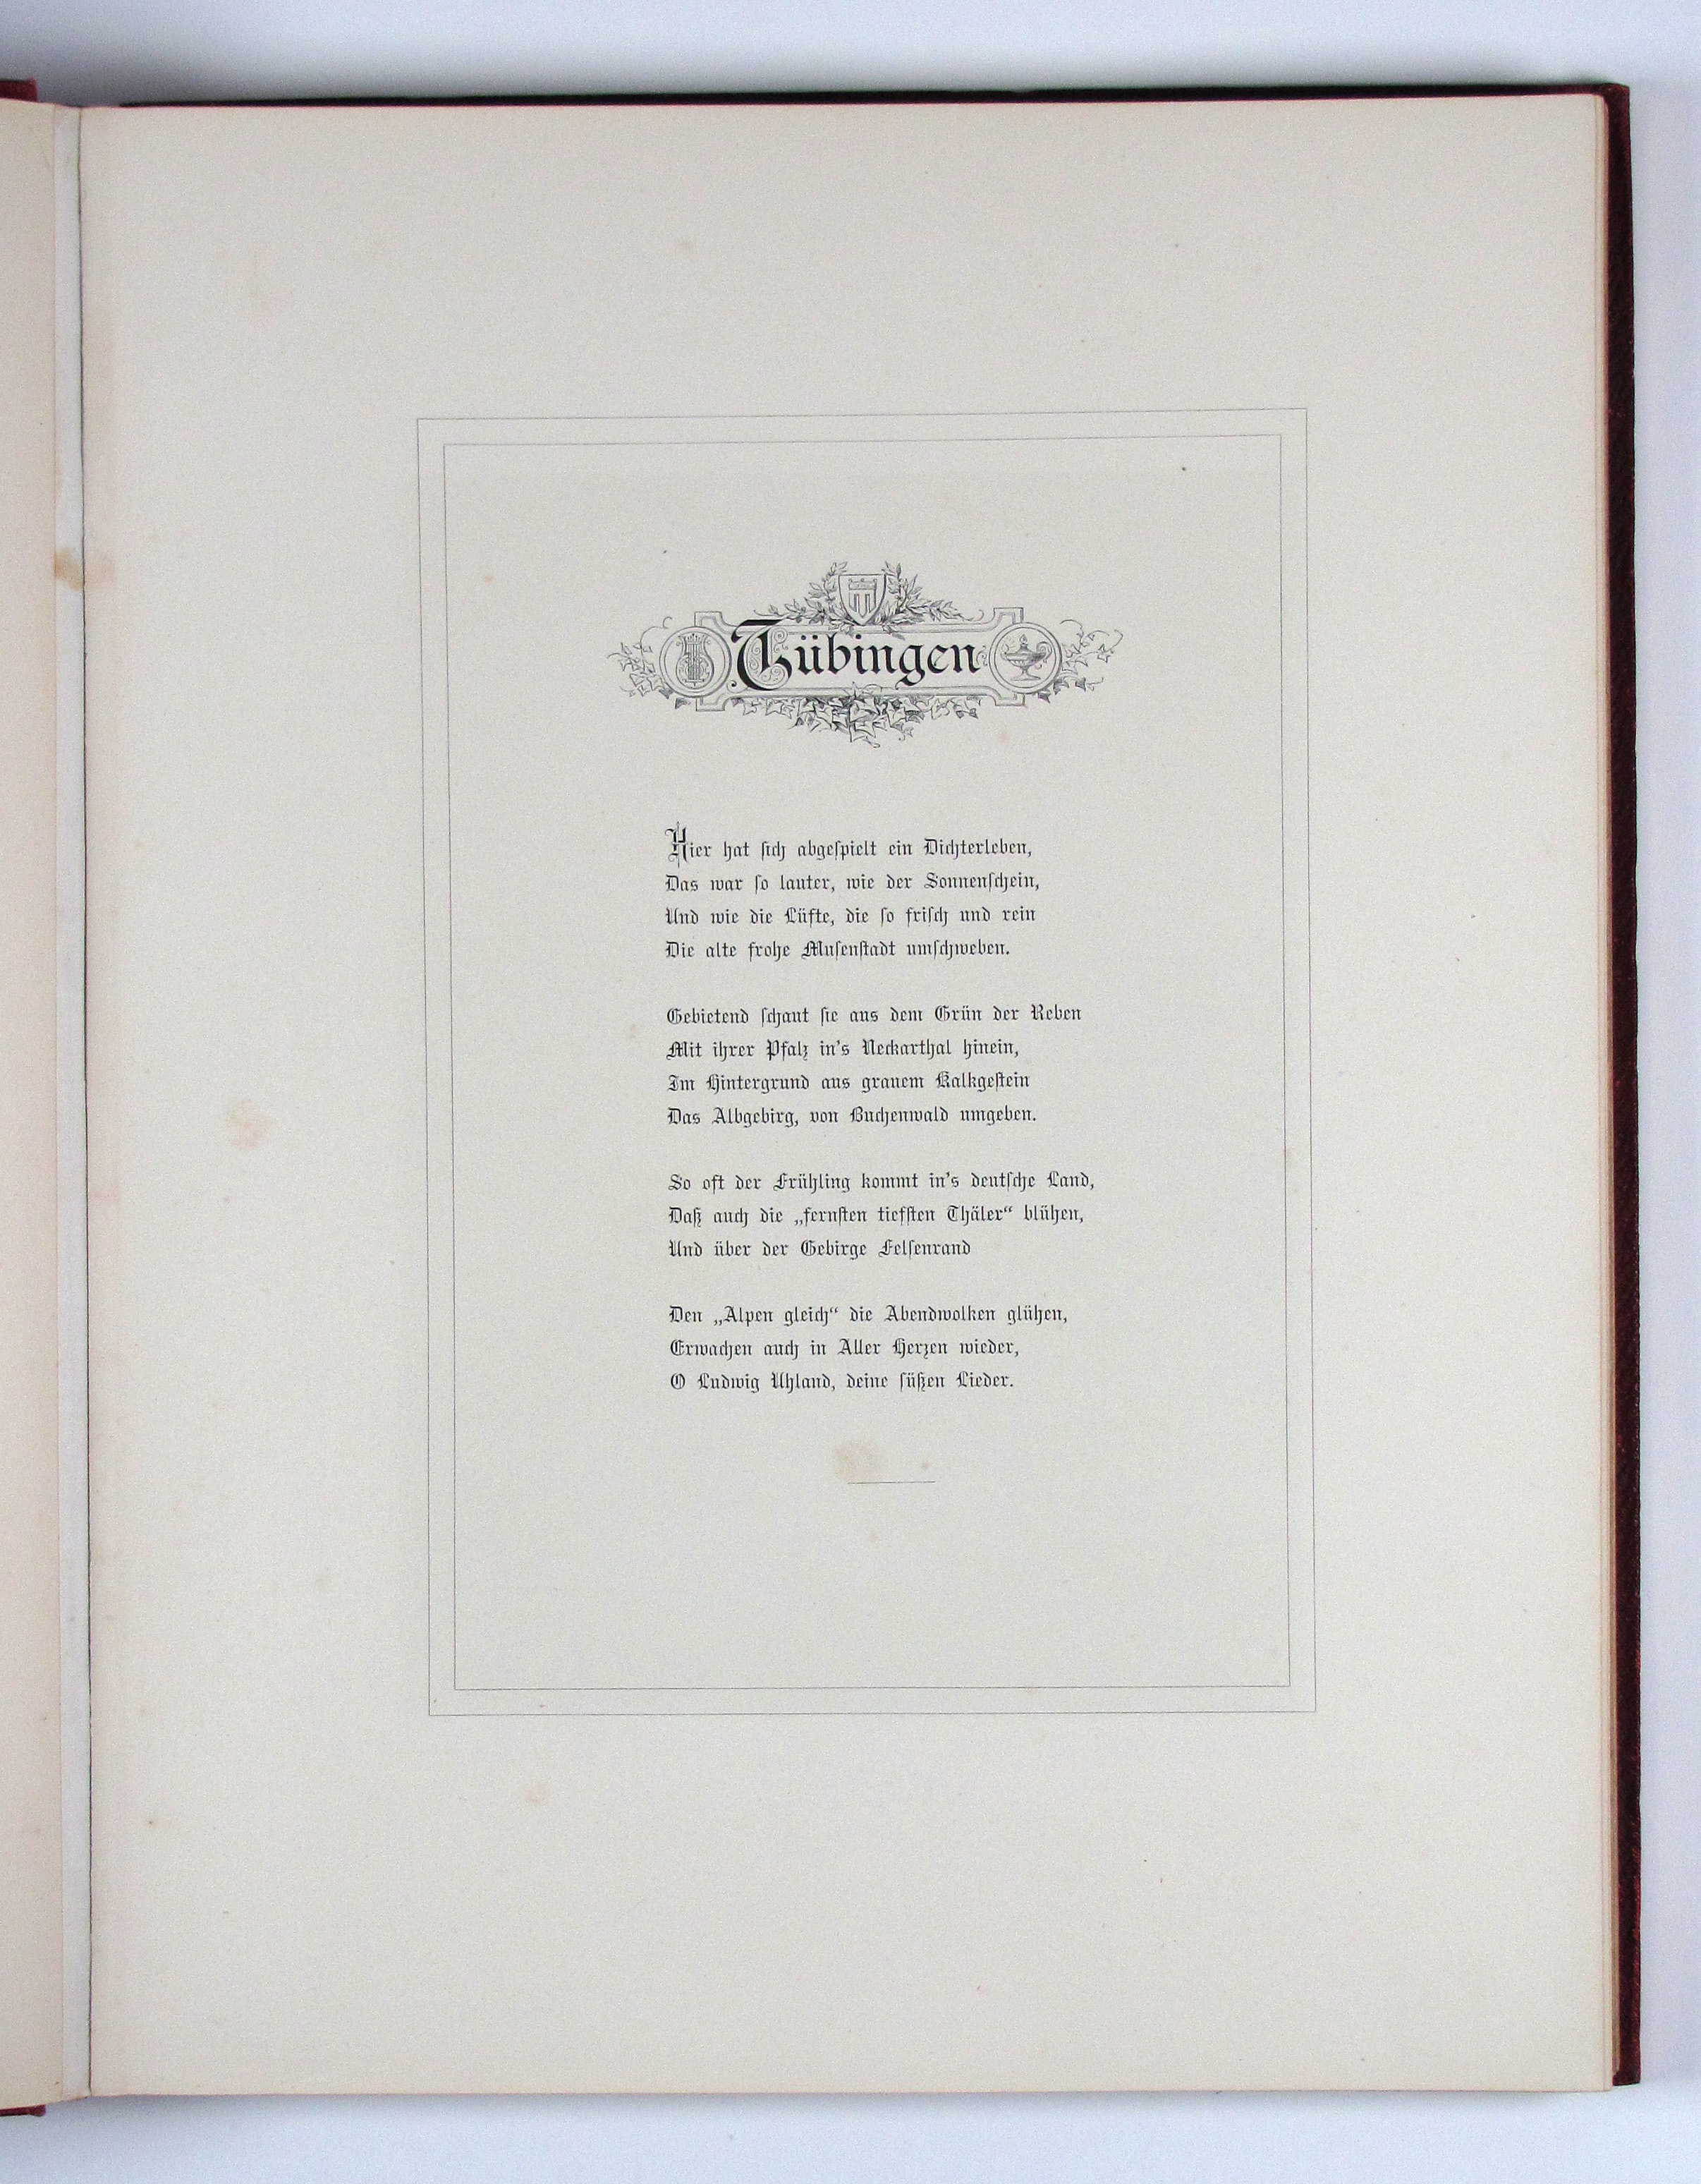 Tübingen
Hier hat sich abgespielt ein Dichterleben,
Das war so lauter, wie der Sonnenschein,
Und wie die Lüfte, die so frisch und rein
Die alte frohe Musenstadt umschweben.
Gebietend schaut sie aus dem Grün der Reben
Mit ihrer Pfalz in's Neckarthal hinein,
Im Hintergrund aus grauem Kalkgestein
Das Albgebirg, von Buchenwald umgeben.
So oft der Frühling kommt in's deutsche Land,
Daß auch die „fernsten tiefsten Thäler“ blühen,
Und über der Gebirge Felsenrand
Den „Alpen gleich“ die Abendwolken glühen,
Erwachen auch in Aller Herzen wieder,
O Ludwig Uhland, deine süßen Lieder.